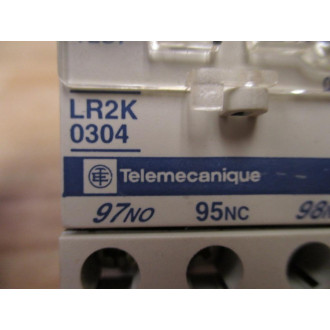 LR2K
0304
Telemecanique
97NO 95NC